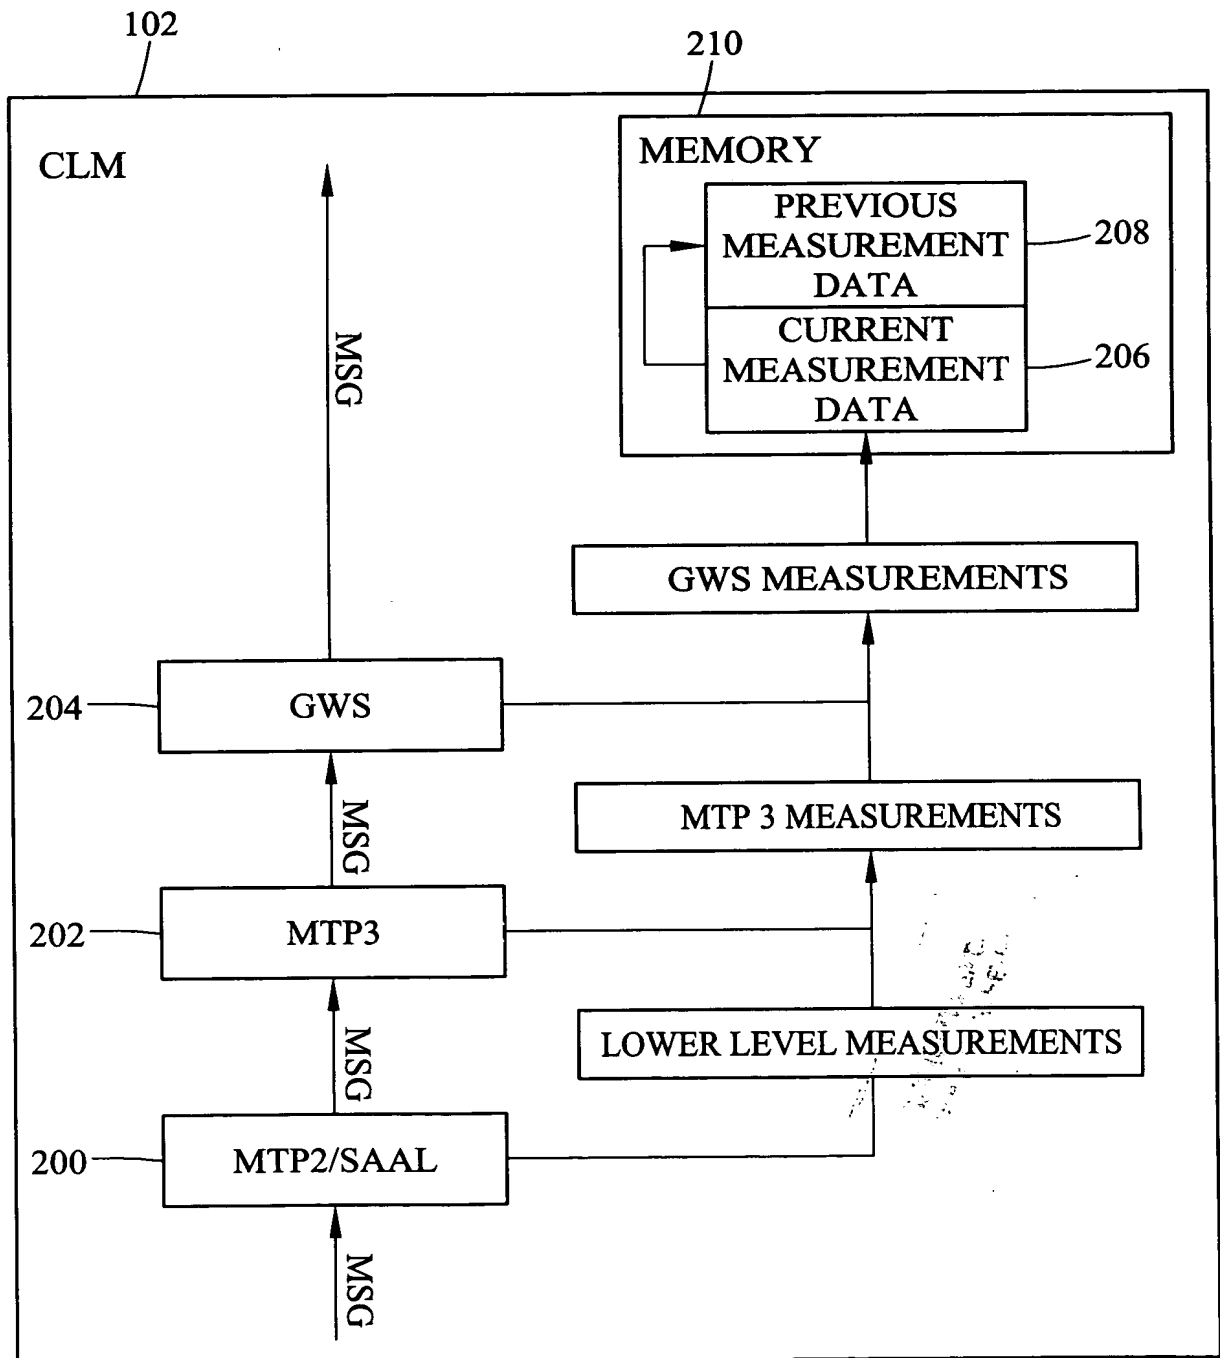 102
210
CLM
MEMORY
PREVIOUS
MEASUREMENT
DATA
208
CURRENT
MEASUREMENT
DATA
206
MSG
GWS MEASUREMENTS
204
GWS
MTP 3 MEASUREMENTS
MSG
202
MTP3
LOWER LEVEL MEASUREMENTS
MSG
200
MTP2/SAAL
MSG